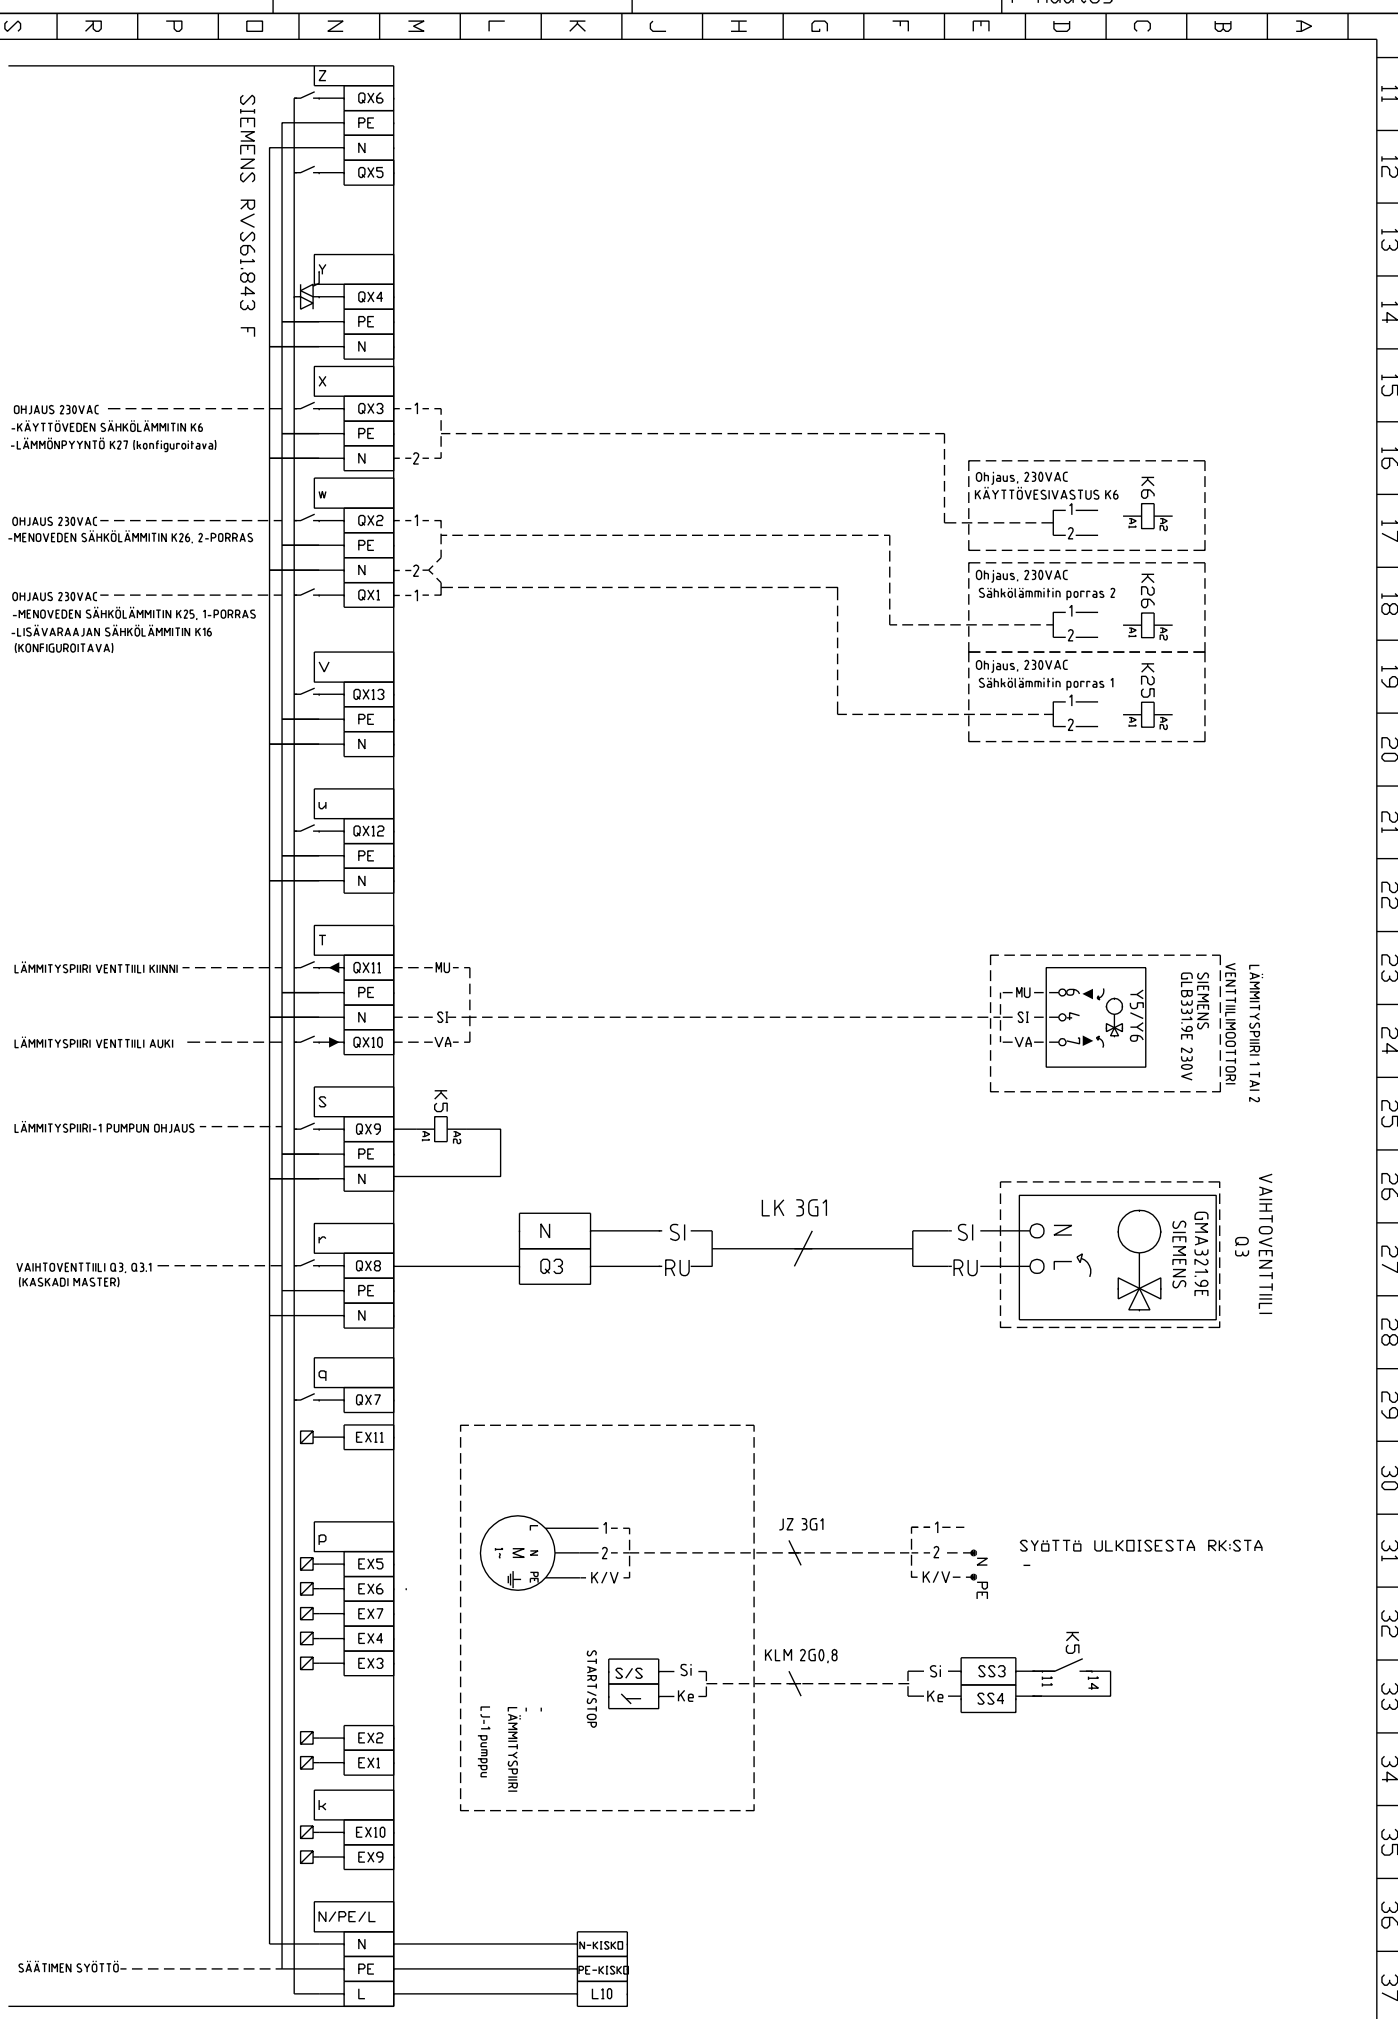 S R P O N M L K J H G F E D C B A
11
12
13
14
15
16
17
18
19
20
21
22
23
24
25
26
27
28
29
30
31
32
33
34
35
36
37
SIEMENS RVS61.843 F
Z
QX6
PE
N
QX5
Y
QX4
PE
N
X
QX3
PE
N
w
QX2
PE
N
QX1
V
QX13
PE
N
u
QX12
PE
N
T
QX11
PE
N
QX10
S
QX9
PE
N
r
QX8
PE
N
q
QX7
EX11
p
EX5
EX6
EX7
EX4
EX3
EX2
EX1
k
EX10
EX9
N/PE/L
N
PE
L
OHJAUS 230VAC
-KÄYTTÖVEDEN SÄHKÖLÄMMITIN K6
-LÄMMÖNPYYNTÖ K27 (konfiguroitava)
OHJAUS 230VAC
-MENOVEDEN SÄHKÖLÄMMITIN K26, 2-PORRAS
OHJAUS 230VAC
-MENOVEDEN SÄHKÖLÄMMITIN K25, 1-PORRAS
-LISÄVARAAJAN SÄHKÖLÄMMITIN K16
(KONFIGUROITAVA)
LÄMMITYSPIIRI VENTTIILI KIINNI
LÄMMITYSPIIRI VENTTIILI AUKI
LÄMMITYSPIIRI-1 PUMPUN OHJAUS
VAIHTOVENTTIILI Q3, Q3.1
(KASKADI MASTER)
SÄÄTIMEN SYÖTTÖ
1
2
1
2
1
Ohjaus, 230VAC
KÄYTTÖVESIVASTUS K6
1
2
K6
A1 A2
Ohjaus, 230VAC
Sähkölämmitin porras 2
1
2
K26
A1 A2
Ohjaus, 230VAC
Sähkölämmitin porras 1
1
2
K25
A1 A2
MU
SI
VA
MU
SI
VA
6
4
7
Y5/Y6
LÄMMITYSPIIRI 1 TAI 2
VENTTIILIMOOTTORI
SIEMENS
GLB331.9E 230V
K5
A1 A2
N
Q3
SI
RU
LK 3G1
SI
RU
N
L
GMA321.9E
SIEMENS
VAIHTOVENTTIILI
Q3
L N PE
M
1~
1
2
K/V
JZ 3G1
1
2
K/V
N
PE
SYÖTTÖ ULKOISESTA RK:STA
-
START/STOP
S/S
Si
Ke
KLM 2G0,8
Si
Ke
SS3
SS4
K5
11
14
-
-
LÄMMITYSPIIRI
LJ-1 pumppu
N-KISKO
PE-KISKO
L10